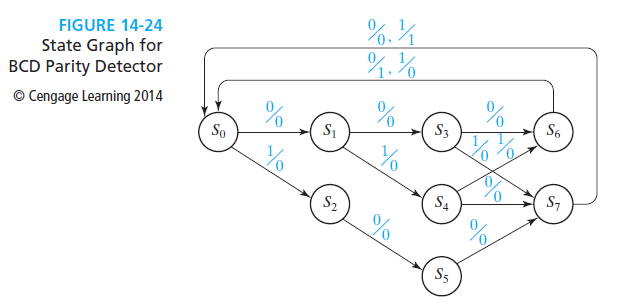 FIGURE 14-24
State Graph for
BCD Parity Detector
© Cengage Learning 2014
0/0, 1/1
0/1, 1/0
0/0
0/0
0/0
S0
S1
S3
S6
1/0
1/0
1/0
1/0
0/0
S2
S4
S7
0/0
0/0
S5